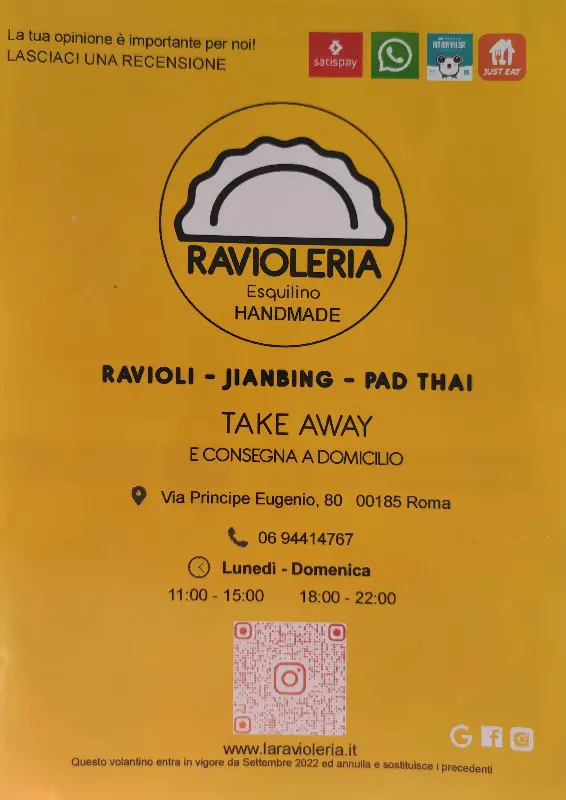 La tua opinione è importante per noi!
LASCIACI UNA RECENSIONE
satispay
JUST EAT
RAVIOLERIA
Esquilino
HANDMADE
RAVIOLI - JIANBING - PAD THAI
TAKE AWAY
E CONSEGNA A DOMICILIO
Via Principe Eugenio, 80 00185 Roma
06 94414767
Lunedì - Domenica
11:00 - 15:00 18:00 - 22:00
www.laravioleria.it
Questo volantino entra in vigore da Settembre 2022 ed annulla e sostituisce i precedenti